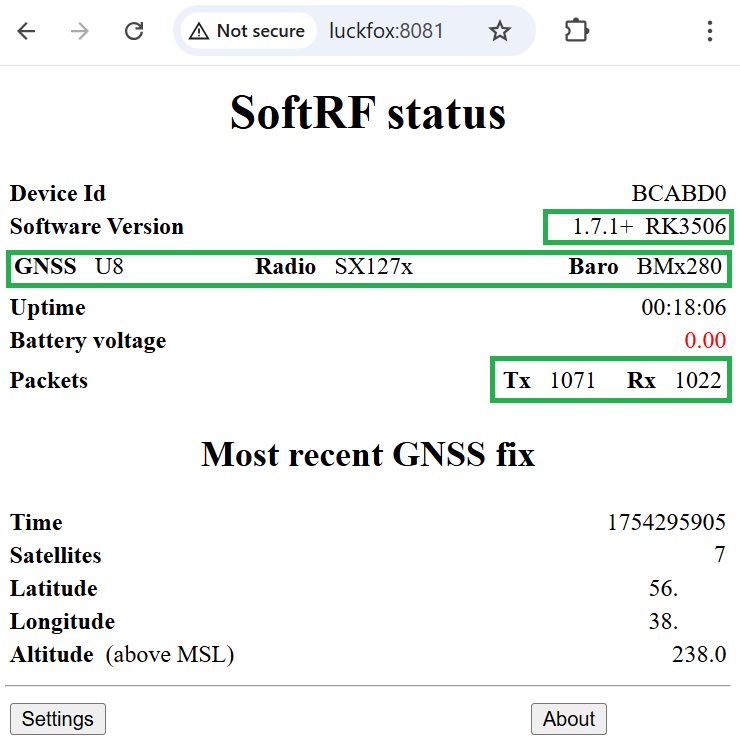 Not secure luckfox:8081
SoftRF status
Device Id BCABD0
Software Version 1.7.1+ RK3506
GNSS U8 Radio SX127x Baro BMx280
Uptime 00:18:06
Battery voltage 0.00
Packets Tx 1071 Rx 1022
Most recent GNSS fix
Time 1754295905
Satellites 7
Latitude 56.
Longitude 38.
Altitude (above MSL) 238.0
Settings About